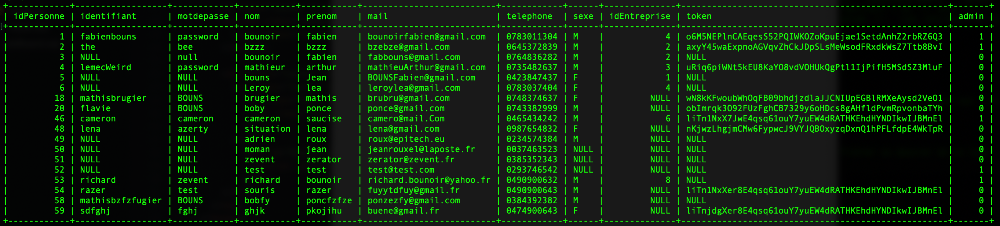 | idPersonne | identifiant | motdepasse | nom | prenom | mail | telephone | sexe | idEntreprise | token | admin |
| 1 | fabienbouns | password | bounoir | fabien | bounoirfabien@gmail.com | 0783011304 | M | 4 | o6M5NEPlnCAEqesS52PQIWKOZoKpuEjae1SetdAnhZ2rbRZ6Q3 | 1 |
| 2 | the | bee | bzzz | bzzz | bzebze@gmail.com | 0645372839 | M | 2 | axyY45waExpnoAGVqvZhCkJDpSLsMeWsodFRxdkWsZ7Ttb8BvI | 1 |
| 3 | NULL | null | bounoir | fabien | fabbouns@gmail.com | 0764836282 | M | 2 | NULL | 0 |
| 4 | lemecWeird | password | mathieur | arthur | mathieuArthur@gmail.com | 0735482637 | M | 3 | uRiq6piWNt5kEU8KaYO8vdVOHUkQgPtl1IjPifH5MSdSZ3MluF | 0 |
| 5 | NULL | NULL | bouns | Jean | BOUNSFabien@gmail.com | 0423847437 | F | 1 | NULL | 0 |
| 6 | NULL | NULL | Leroy | lea | leroylea@gmail.com | 0783037404 | F | 4 | NULL | 0 |
| 18 | mathisbrugier | BOUNS | brugier | mathis | brubru@gmail.com | 0748374637 | F | NULL | wN8kKFwoubWhOqFB09bhdjzdlaJJCNIUpEGBlRMXeAysd2VeO1 | 0 |
| 20 | flavie | BOUNS | boby | ponce | ponce@gmail.com | 0743382999 | M | NULL | obImrqk3O92FUzFghCB7329y6oHDcs8gAHfldPvmRpvonbaTYh | 0 |
| 46 | cameron | cameron | cameron | saucise | camero@mail.Com | 0465434242 | M | 6 | liTn1NxX7JwE4qsq61ouY7yuEW4dRATHKEhdHYNDIkwIJBMnEl | 1 |
| 48 | lena | azerty | situation | lena | lena@gmail.com | 0987654832 | F | NULL | nKjwzLhgjmCMw6FypwcJ9VYJQBOxyzqDxnQ1hPFLfdpE4WkTpR | 0 |
| 49 | NULL | NULL | adrien | roux | roux@epitech.eu | 0234574384 | M | NULL | NULL | 0 |
| 50 | NULL | NULL | moman | jean | jeanrouxel@laposte.fr | 0037463523 | NULL | NULL | NULL | 0 |
| 51 | NULL | NULL | zevent | zerator | zerator@zevent.fr | 0385352343 | NULL | NULL | NULL | 0 |
| 52 | NULL | NULL | test | test | test@test.com | 0293746542 | NULL | NULL | NULL | 1 |
| 53 | richard | zevent | richard | bounoir | richard.bounoir@yahoo.fr | 0490900632 | M | 8 | NULL | 1 |
| 54 | razer | test | souris | razer | fuyytdfuy@gmail.fr | 0490900643 | M | NULL | liTn1NxXer8E4qsq61ouY7yuEW4dRATHKEhdHYNDIkwIJBMnEl | 0 |
| 58 | mathisbzfzfugier | BOUNS | bobfy | poncfzfze | ponzezfy@gmail.com | 0384392382 | M | NULL | NULL | 0 |
| 59 | sdfghj | fghj | ghjk | pkojihu | buene@gmail.fr | 0474900643 | F | NULL | liTnjdgXer8E4qsq61ouY7yuEW4dRATHKEhdHYNDIkwIJBMnEl | 0 |